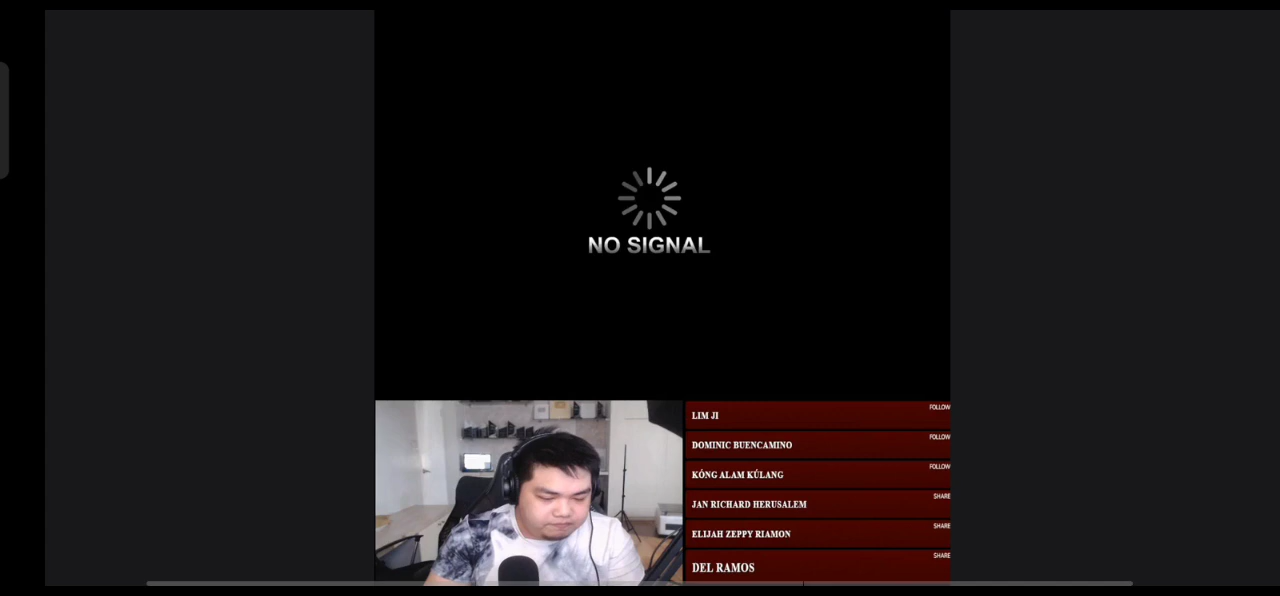 NO SIGNAL
LIM JI
FOLLOW
DOMINIC BUENCAMINO
FOLLOW
KÓNG ALAM KÚLANG
FOLLOW
JAN RICHARD HERUSALEM
SHARE
ELIJAH ZEPPY RIAMON
SHARE
DEL RAMOS
SHARE